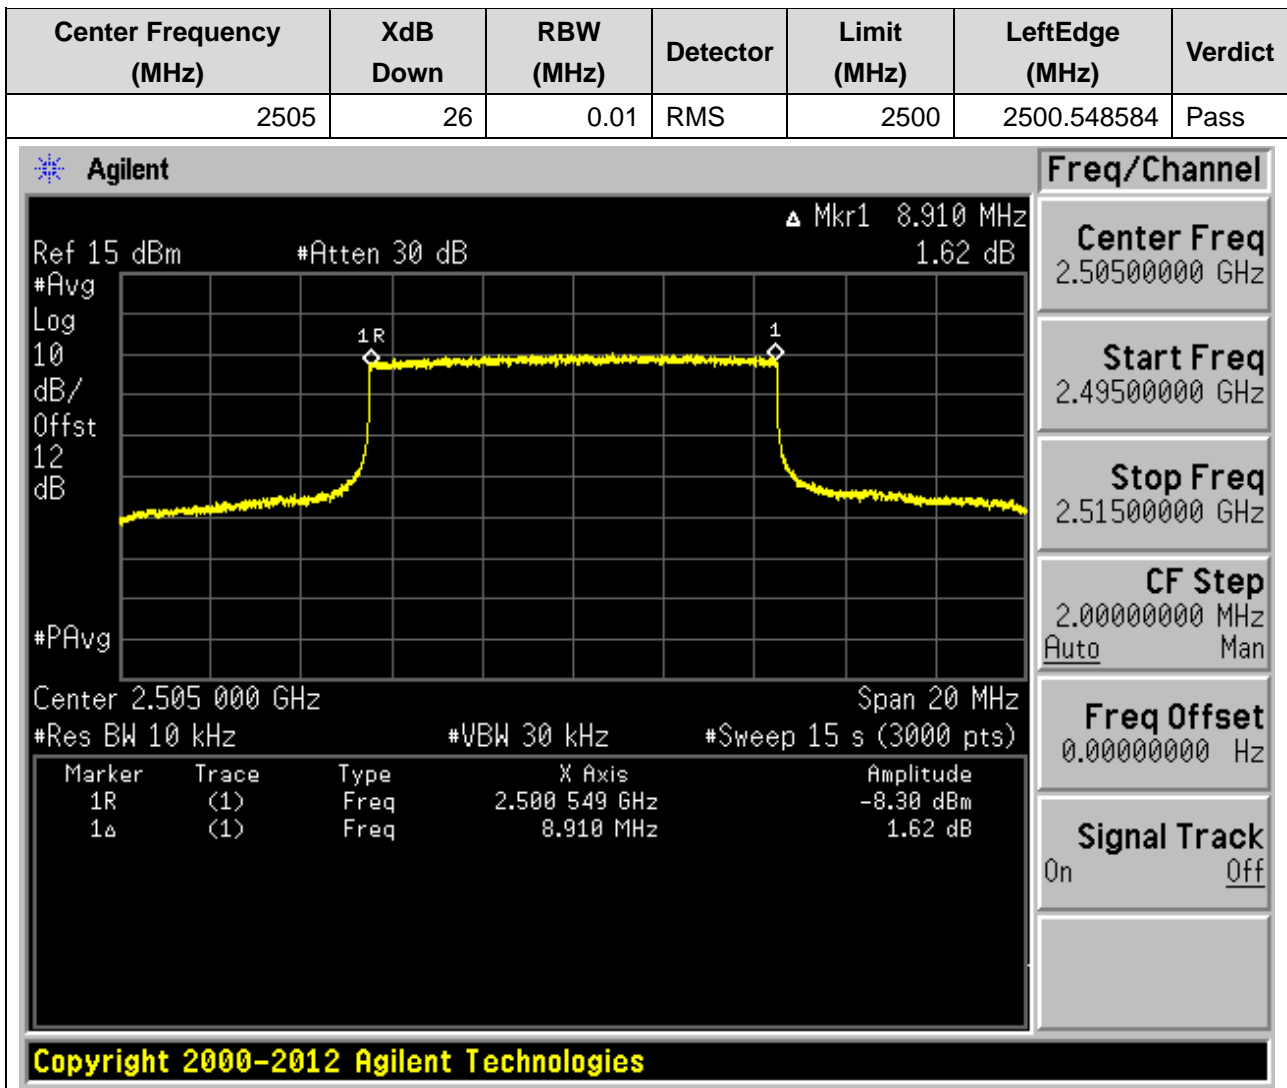 Center Frequency (MHz) XdB Down RBW (MHz) Detector Limit (MHz) LeftEdge (MHz) Verdict
2505 26 0.01 RMS 2500 2500.548584 Pass
Agilent
Freq/Channel
Δ Mkr1 8.910 MHz
Ref 15 dBm #Atten 30 dB 1.62 dB
#Avg
Log
10
dB/
Offst
12
dB
#PAvg
1R
1
Center 2.505 000 GHz Span 20 MHz
#Res BW 10 kHz #VBW 30 kHz #Sweep 15 s (3000 pts)
Marker Trace Type X Axis Amplitude
1R (1) Freq 2.500 549 GHz -8.30 dBm
1Δ (1) Freq 8.910 MHz 1.62 dB
Center Freq
2.50500000 GHz
Start Freq
2.49500000 GHz
Stop Freq
2.51500000 GHz
CF Step
2.00000000 MHz
Auto Man
Freq Offset
0.00000000 Hz
Signal Track
On Off
Copyright 2000-2012 Agilent Technologies